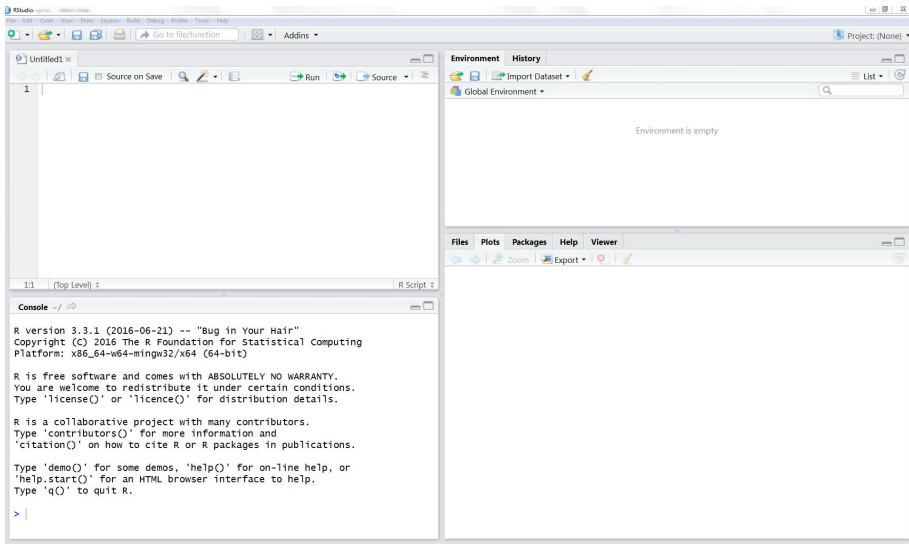 RStudio
File Edit Code View Plots Session Build Debug Profile Tools Help
Go to file/function Addins Project: (None)
Untitled1
Source on Save Run Source
1
1:1 (Top Level) R Script
Console ~/
R version 3.3.1 (2016-06-21) -- "Bug in Your Hair"
Copyright (C) 2016 The R Foundation for Statistical Computing
Platform: x86_64-w64-mingw32/x64 (64-bit)
R is free software and comes with ABSOLUTELY NO WARRANTY.
You are welcome to redistribute it under certain conditions.
Type 'license()' or 'licence()' for distribution details.
R is a collaborative project with many contributors.
Type 'contributors()' for more information and
'citation()' on how to cite R or R packages in publications.
Type 'demo()' for some demos, 'help()' for on-line help, or
'help.start()' for an HTML browser interface to help.
Type 'q()' to quit R.
>
Environment History
Import Dataset List
Global Environment
Environment is empty
Files Plots Packages Help Viewer
Zoom Export